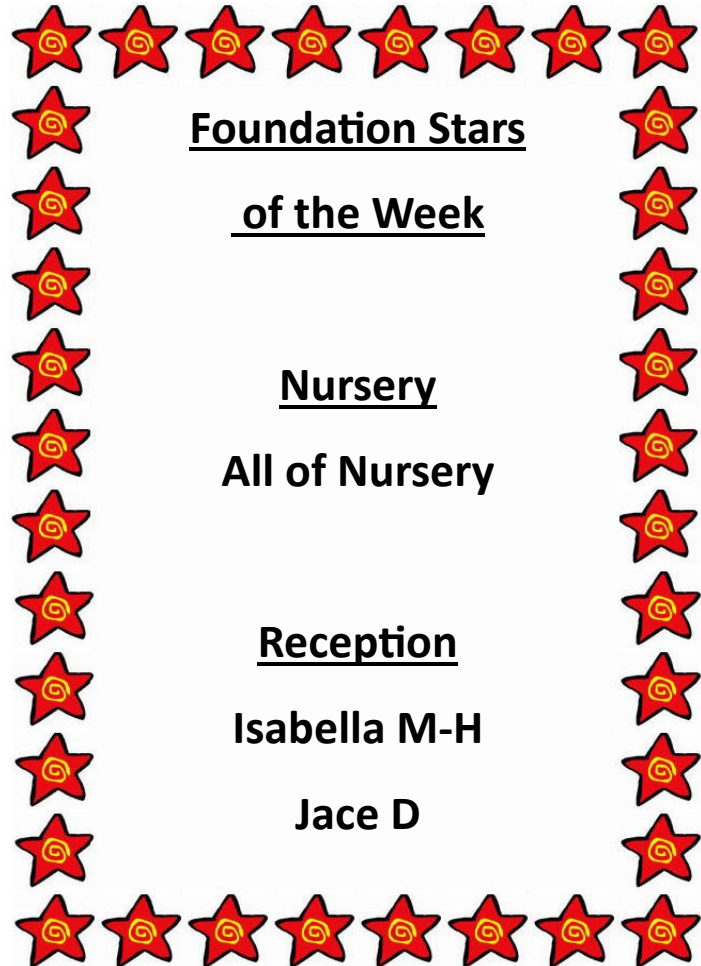 Foundation Stars
of the Week
Nursery
All of Nursery
Reception
Isabella M-H
Jace D